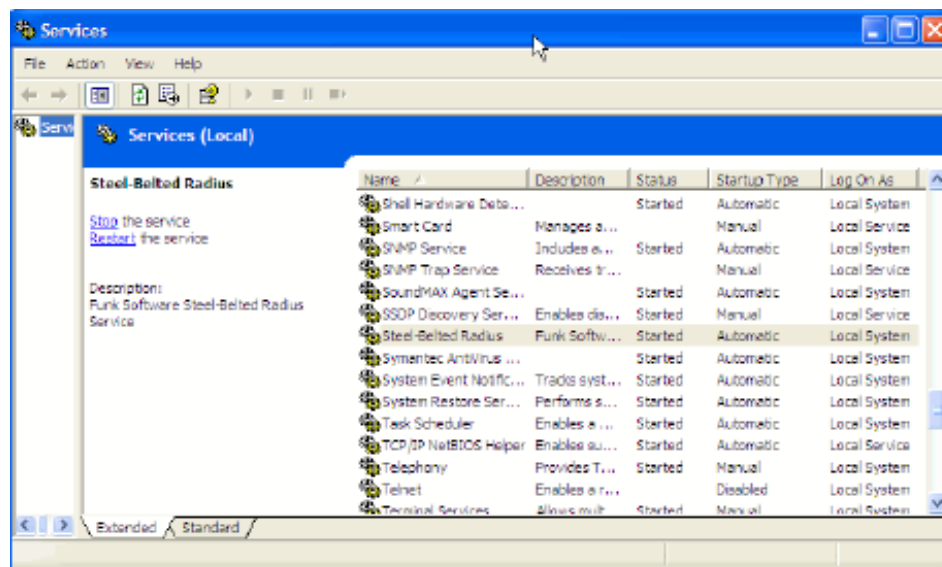 Services
File Action View Help
Servi
Services (Local)
Steel-Belted Radius
Stop the service
Restart the service
Description:
Funk Software Steel-Belted Radius
Service
Name Description Status Startup Type Log On As
Shell Hardware Dete... Started Automatic Local System
Smart Card Manages a... Manual Local Service
SNMP Service Includes a... Started Automatic Local System
SNMP Trap Service Receives tr... Manual Local Service
SoundMAX Agent Se... Started Automatic Local System
SSDP Discovery Ser... Enables dis... Started Manual Local Service
Steel-Belted Radius Funk Softw... Started Automatic Local System
Symantec AntiVirus ... Started Automatic Local System
System Event Notific... Tracks syst... Started Automatic Local System
System Restore Ser... Performs s... Started Automatic Local System
Task Scheduler Enables a ... Started Automatic Local System
TCP/IP NetBIOS Helper Enables su... Started Automatic Local Service
Telephony Provides T... Started Manual Local System
Telnet Enables a r... Disabled Local System
Terminal Services Allows mult... Started Manual Local System
Extended Standard